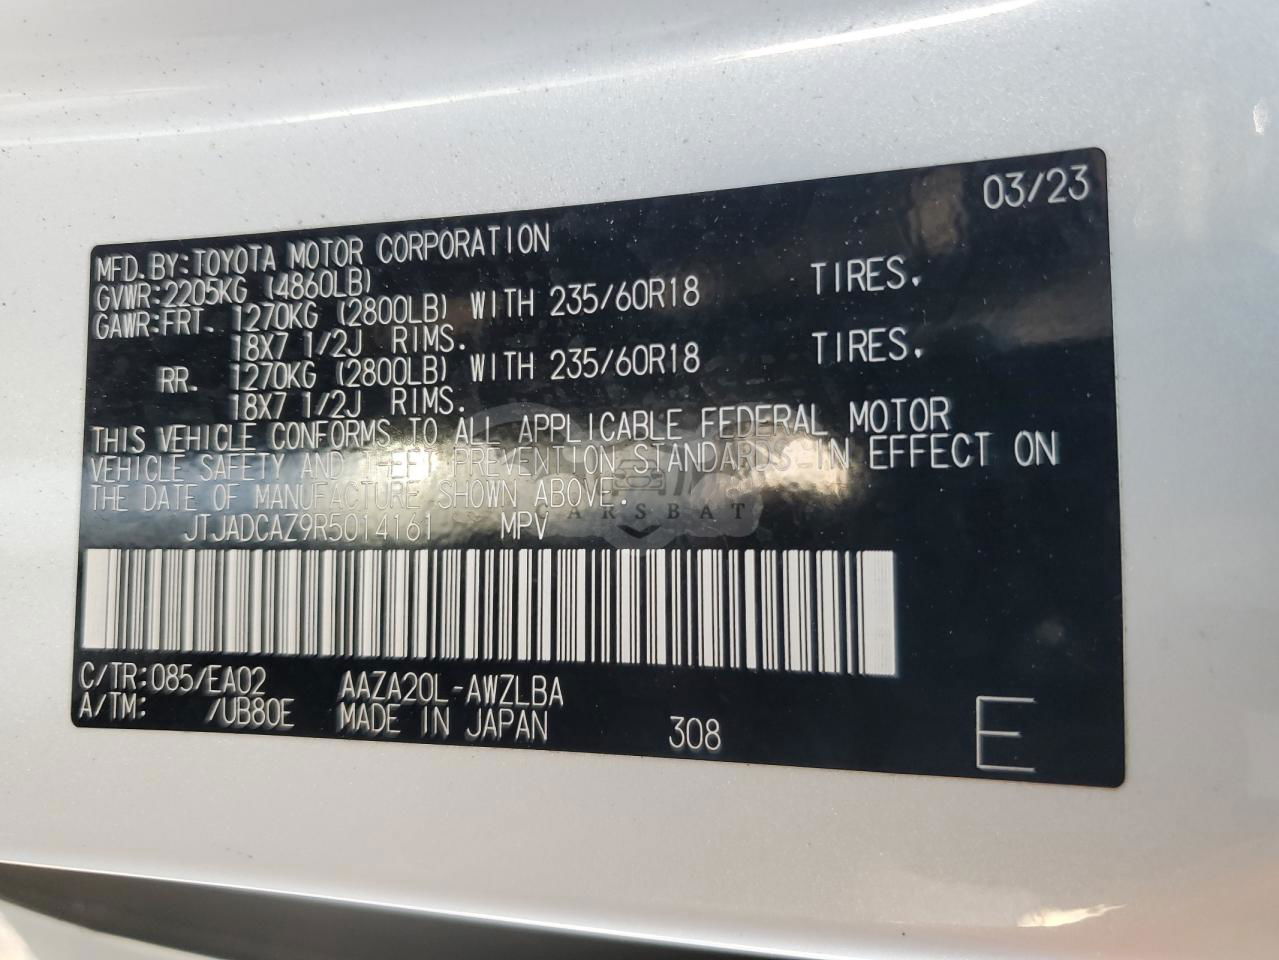 03/23
MFD.BY:TOYOTA MOTOR CORPORATION
GVWR:2205KG (4860LB)
GAWR:FRT. 1270KG (2800LB) WITH 235/60R18 TIRES.
18X7 1/2J RIMS.
RR. 1270KG (2800LB) WITH 235/60R18 TIRES.
18X7 1/2J RIMS.
THIS VEHICLE CONFORMS TO ALL APPLICABLE FEDERAL MOTOR
VEHICLE SAFETY AND THEFT PREVENTION STANDARDS IN EFFECT ON
THE DATE OF MANUFACTURE SHOWN ABOVE.
CARSBAT
JTJADCAZ9R5014161 MPV
C/TR:085/EA02 AAZA20L-AWZLBA
A/TM: /UB80E MADE IN JAPAN 308 E